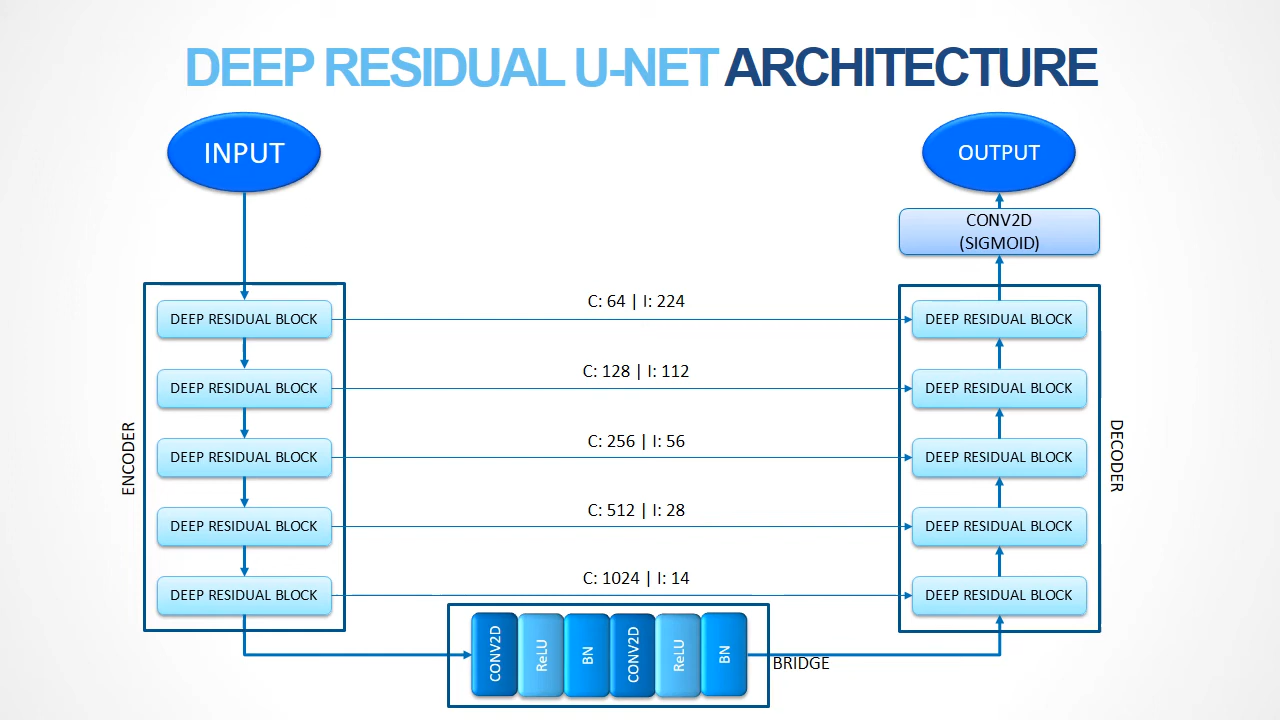 DEEP RESIDUAL U-NET ARCHITECTURE
INPUT
OUTPUT
CONV2D
(SIGMOID)
C: 64 | I: 224
DEEP RESIDUAL BLOCK
DEEP RESIDUAL BLOCK
C: 128 | I: 112
DEEP RESIDUAL BLOCK
DEEP RESIDUAL BLOCK
C: 256 | I: 56
ENCODER
DEEP RESIDUAL BLOCK
DEEP RESIDUAL BLOCK
DECODER
C: 512 | I: 28
DEEP RESIDUAL BLOCK
DEEP RESIDUAL BLOCK
C: 1024 | I: 14
DEEP RESIDUAL BLOCK
DEEP RESIDUAL BLOCK
CONV2D
ReLU
BN
CONV2D
ReLU
BN
BRIDGE